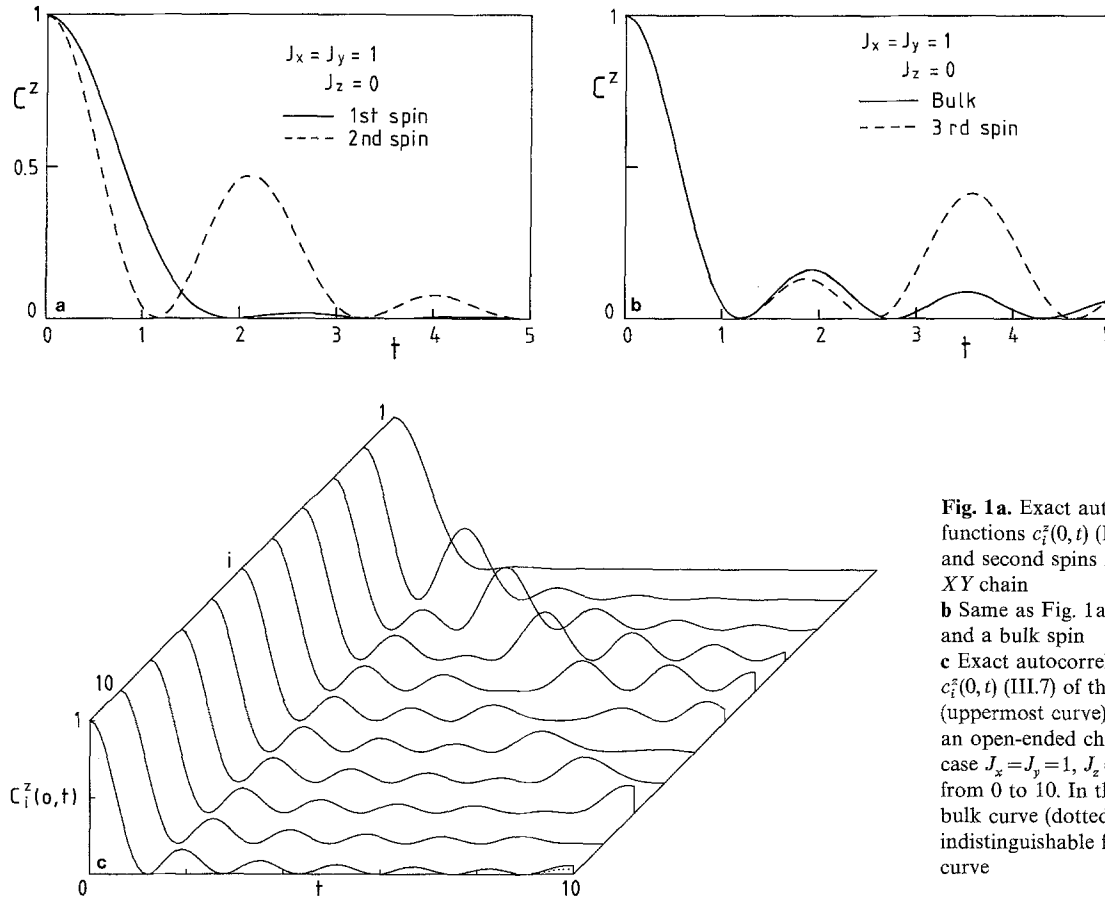 1
J_x = J_y = 1
J_z = 0
C^z
— 1st spin
--- 2nd spin
0.5
0
a
0 1 2 3 4 5
t
1
J_x = J_y = 1
J_z = 0
C^z
— Bulk
--- 3rd spin
0
b
0 1 2 3 4 5
t
1
i
10
1
C_i^z(0,t)
c
0 t 10
Fig. 1a. Exact aut
functions c_i^z(0, t) (I
and second spins
XY chain
b Same as Fig. 1a
and a bulk spin
c Exact autocorrel
c_i^z(0, t) (III.7) of th
(uppermost curve)
an open-ended ch
case J_x = J_y = 1, J_z =
from 0 to 10. In th
bulk curve (dotted
indistinguishable f
curve